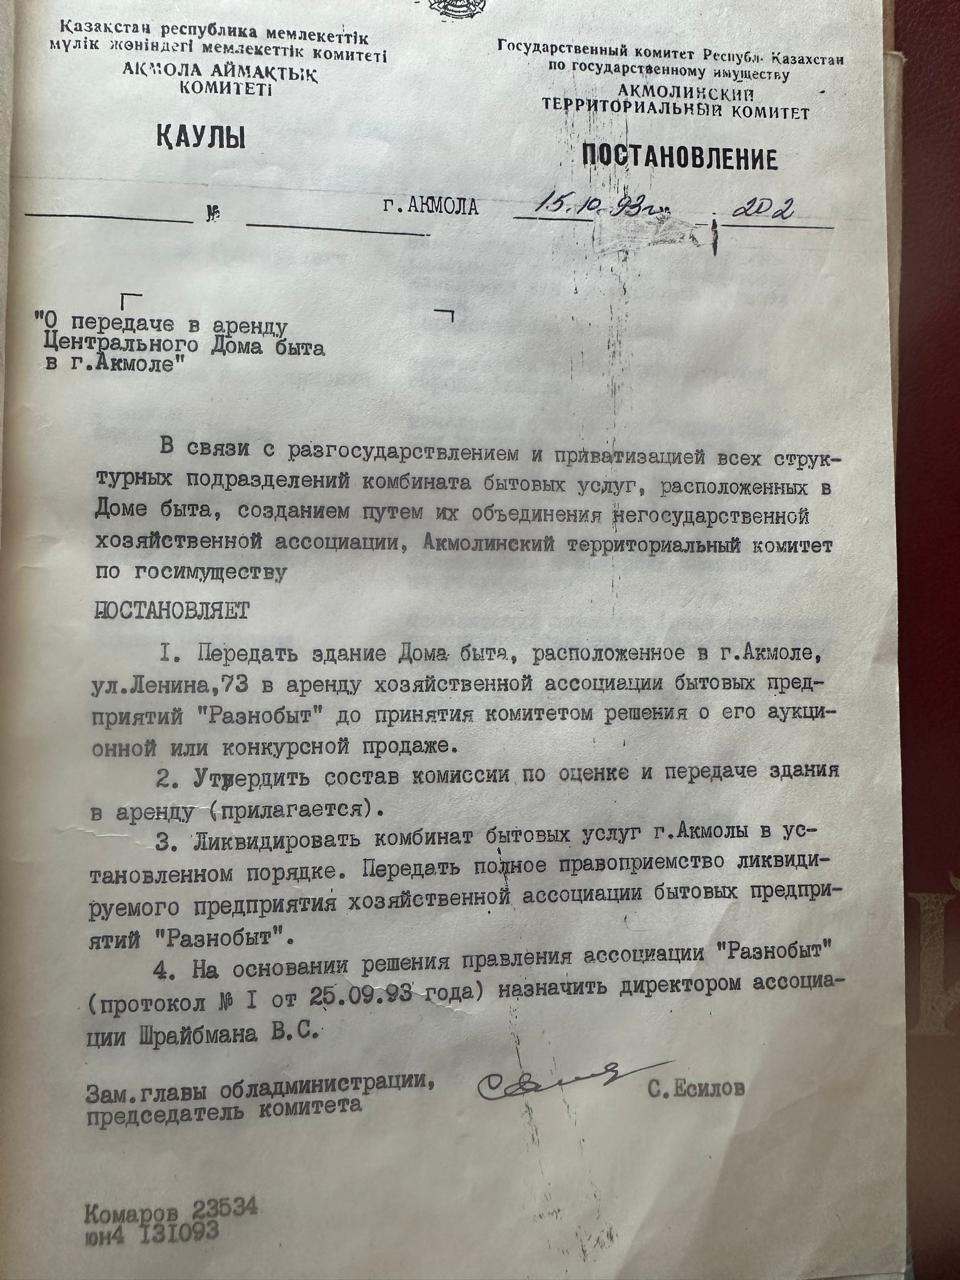 Қазақстан республика мемлекеттік
мүлік жөніндегі мемлекеттік комитеті
АҚМОЛА АЙМАҚТЫҚ
КОМИТЕТІ
ҚАУЛЫ
Государственный комитет Республ. Казахстан
по государственному имуществу
АКМОЛИНСКИЙ
ТЕРРИТОРИАЛЬНЫЙ КОМИТЕТ
ПОСТАНОВЛЕНИЕ
№ г.АКМОЛА 15.10.93г. 202
"О передаче в аренду
Центрального Дома быта
в г.Акмоле"
В связи с разгосударствлением и приватизацией всех струк-
турных подразделений комбината бытовых услуг, расположенных в
Доме быта, созданием путем их объединения негосударственной
хозяйственной ассоциации, Акмолинский территориальный комитет
по госимуществу
ПОСТАНОВЛЯЕТ
I. Передать здание Дома быта, расположенное в г.Акмоле,
ул.Ленина,73 в аренду хозяйственной ассоциации бытовых пред-
приятий "Разнобыт" до принятия комитетом решения о его аукци-
онной или конкурсной продаже.
2. Утвердить состав комиссии по оценке и передаче здания
в аренду (прилагается).
3. Ликвидировать комбинат бытовых услуг г.Акмолы в ус-
тановленном порядке. Передать полное правоприемство ликвиди-
руемого предприятия хозяйственной ассоциации бытовых предпри-
ятий "Разнобыт".
4. На основании решения правления ассоциации "Разнобыт"
(протокол № I от 25.09.93 года) назначить директором ассоциа-
ции Шрайбмана В.С.
Зам.главы обладминистрации,
председатель комитета
С.Есилов
Комаров 23534
юн4 131093